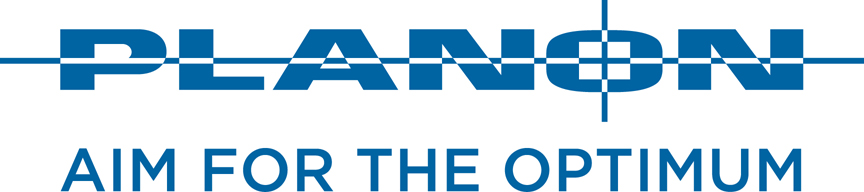 PLANON
AIM FOR THE OPTIMUM